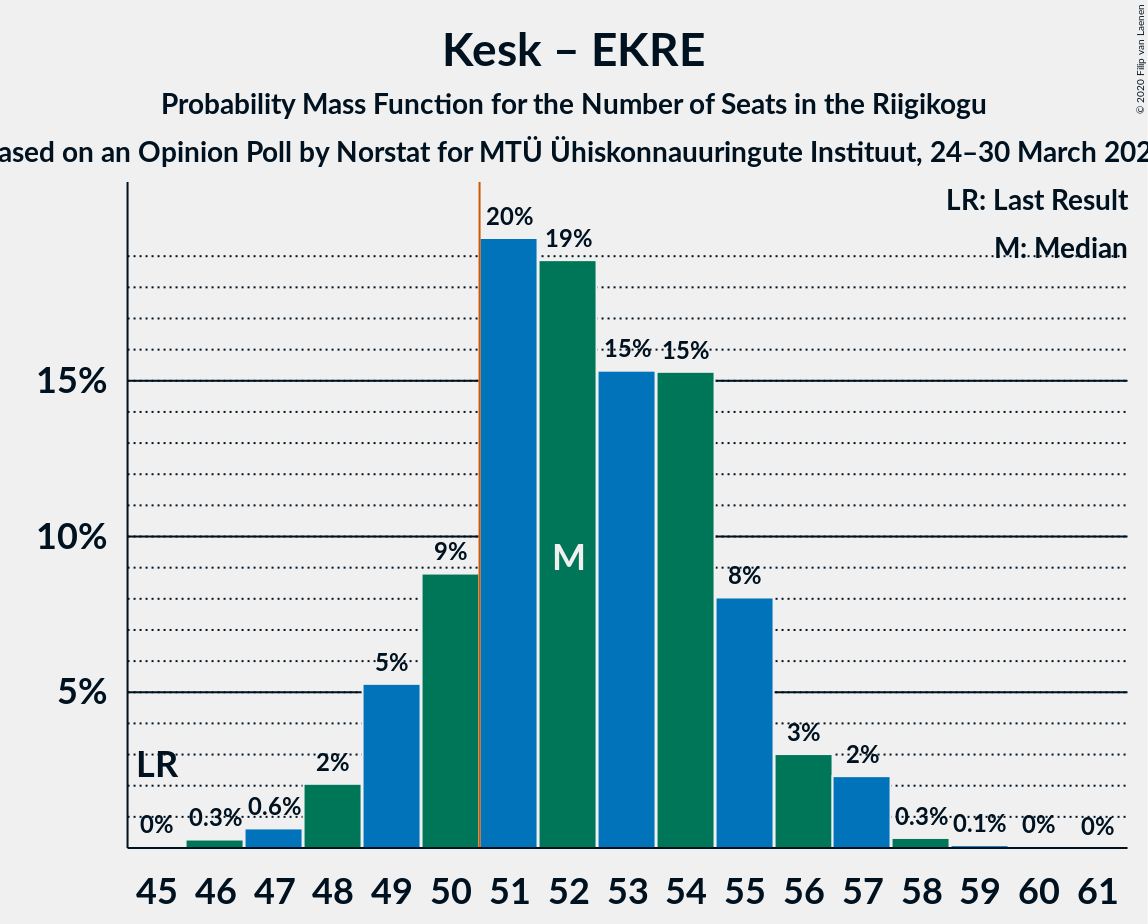 Kesk – EKRE
Probability Mass Function for the Number of Seats in the Riigikogu
ased on an Opinion Poll by Norstat for MTÜ Ühiskonnauuringute Instituut, 24–30 March 202
© 2020 Filip van Laenen
LR: Last Result
M: Median
15%
10%
5%
LR
0%
0.3%
0.6%
2%
5%
9%
20%
19%
15%
15%
8%
3%
2%
0.3%
0.1%
0%
0%
M
45 46 47 48 49 50 51 52 53 54 55 56 57 58 59 60 61